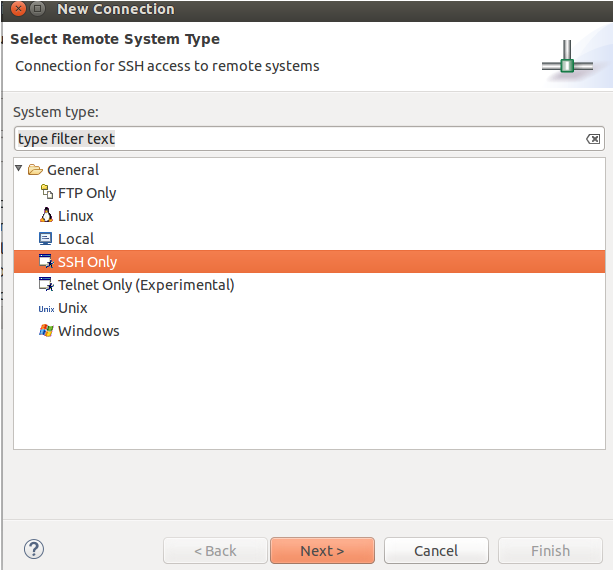 New Connection
Select Remote System Type
Connection for SSH access to remote systems
System type:
type filter text
General
FTP Only
Linux
Local
SSH Only
Telnet Only (Experimental)
Unix Unix
Windows
?
< Back Next > Cancel Finish